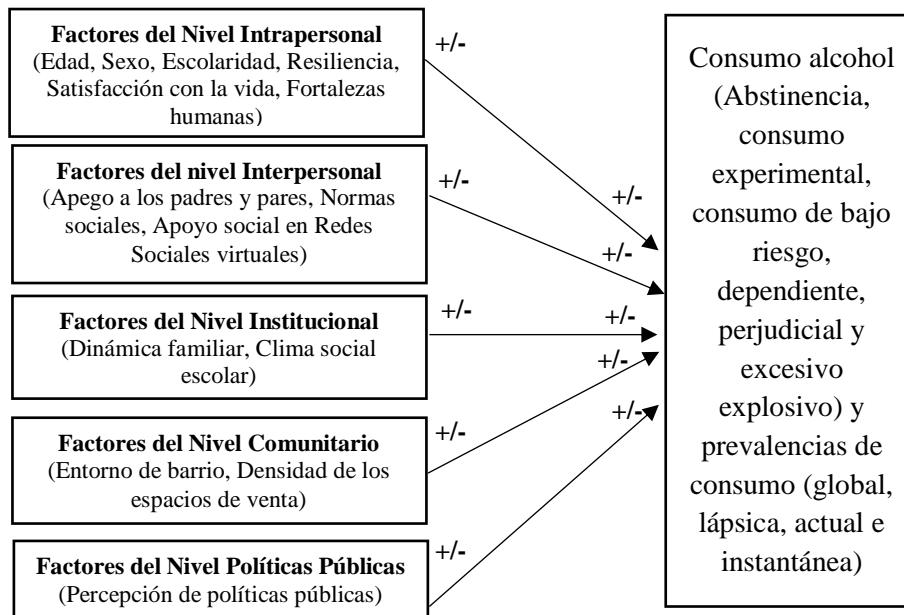 Factores del Nivel Intrapersonal
(Edad, Sexo, Escolaridad, Resiliencia,
Satisfacción con la vida, Fortalezas
humanas)
+/-
+/-
Factores del nivel Interpersonal
(Apego a los padres y pares, Normas
sociales, Apoyo social en Redes
Sociales virtuales)
+/-
+/-
Factores del Nivel Institucional
(Dinámica familiar, Clima social
escolar)
+/-
+/-
Factores del Nivel Comunitario
(Entorno de barrio, Densidad de los
espacios de venta)
+/-
+/-
Factores del Nivel Políticas Públicas
(Percepción de políticas públicas)
+/-
+/-
Consumo alcohol
(Abstinencia,
consumo
experimental,
consumo de bajo
riesgo,
dependiente,
perjudicial y
excesivo
explosivo) y
prevalencias de
consumo (global,
lápsica, actual e
instantánea)